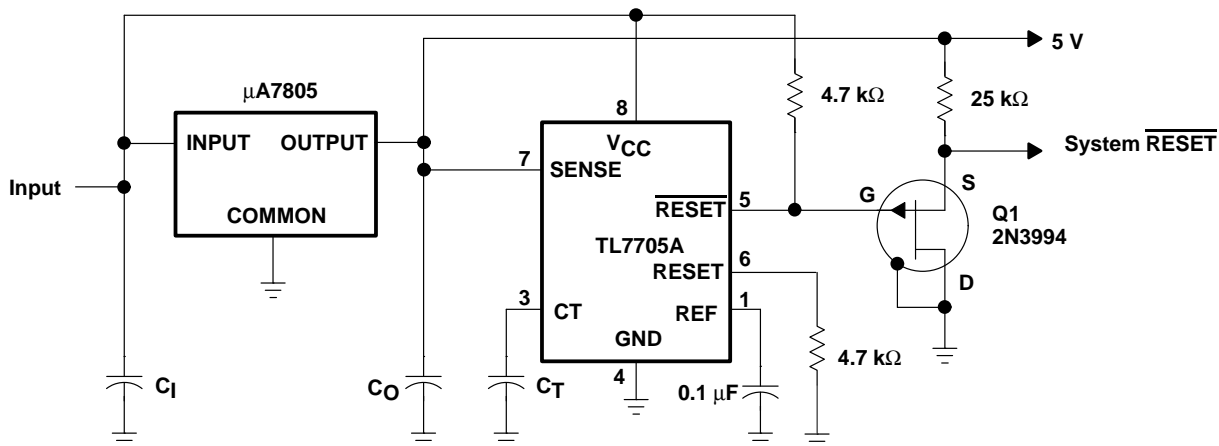 5 V
μA7805
4.7 kΩ
25 kΩ
8
INPUT OUTPUT
VCC
System RESET
7
SENSE
Input
G
S
COMMON
RESET
5
Q1
2N3994
TL7705A
6
RESET
D
3
CT
REF
1
GND
4.7 kΩ
CI
CO
CT
4
0.1 μF